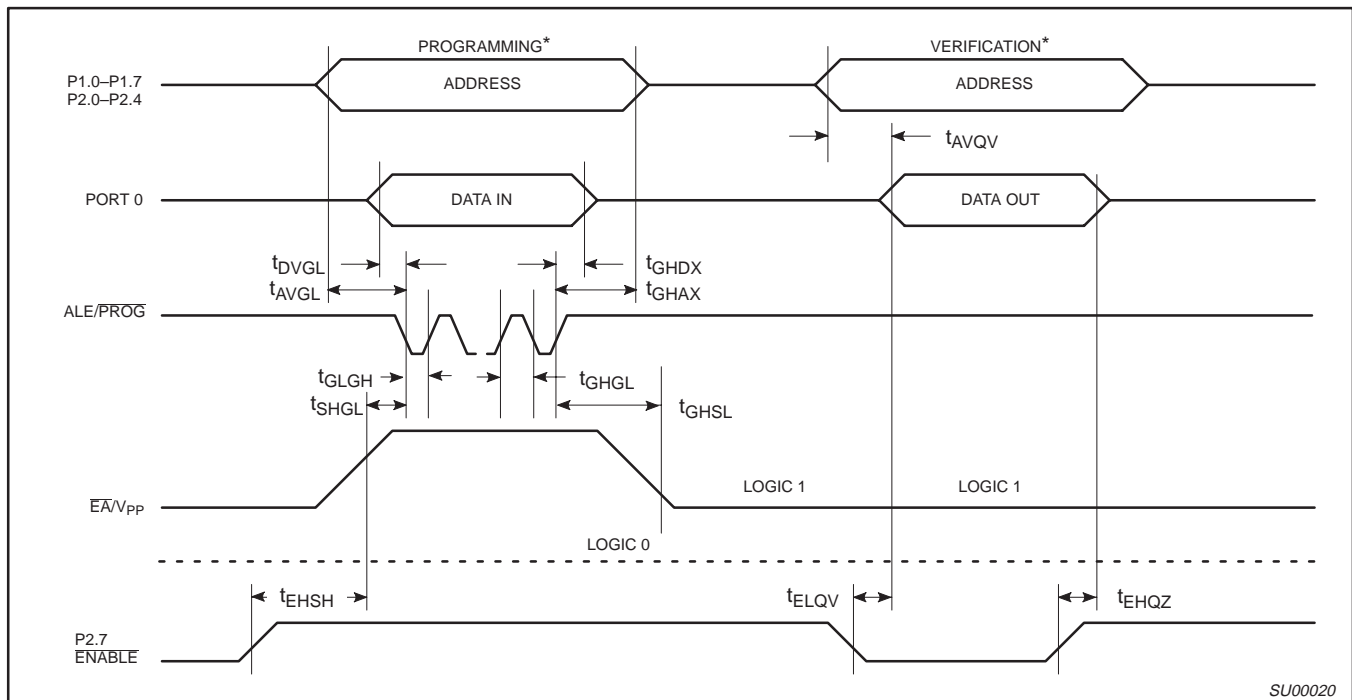 PROGRAMMING*
VERIFICATION*
P1.0–P1.7
P2.0–P2.4
ADDRESS
ADDRESS
tAVQV
PORT 0
DATA IN
DATA OUT
tDVGL
tGHDX
tAVGL
tGHAX
ALE/PROG
tGLGH
tGHGL
tSHGL
tGHSL
EA/VPP
LOGIC 1
LOGIC 1
LOGIC 0
tEHSH
tELQV
tEHQZ
P2.7
ENABLE
SU00020